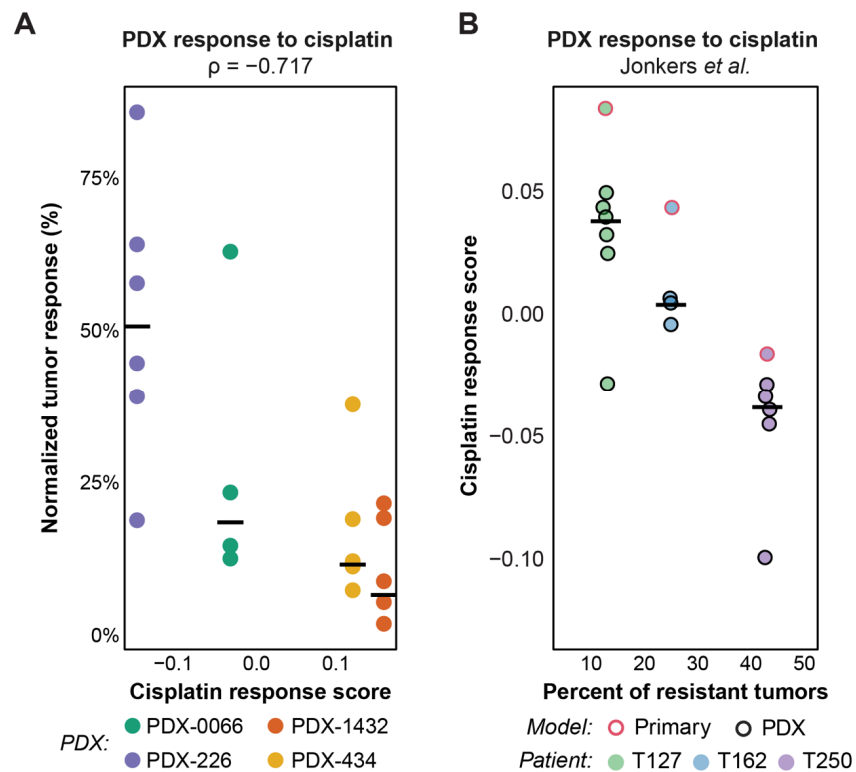 A
PDX response to cisplatin
ρ = −0.717
Normalized tumor response (%)
75%
50%
25%
0%
−0.1
0.0
0.1
Cisplatin response score
PDX:
PDX-0066
PDX-1432
PDX-226
PDX-434
B
PDX response to cisplatin
Jonkers et al.
Cisplatin response score
0.05
0.00
−0.05
−0.10
10
20
30
40
50
Percent of resistant tumors
Model:
Primary
PDX
Patient:
T127
T162
T250